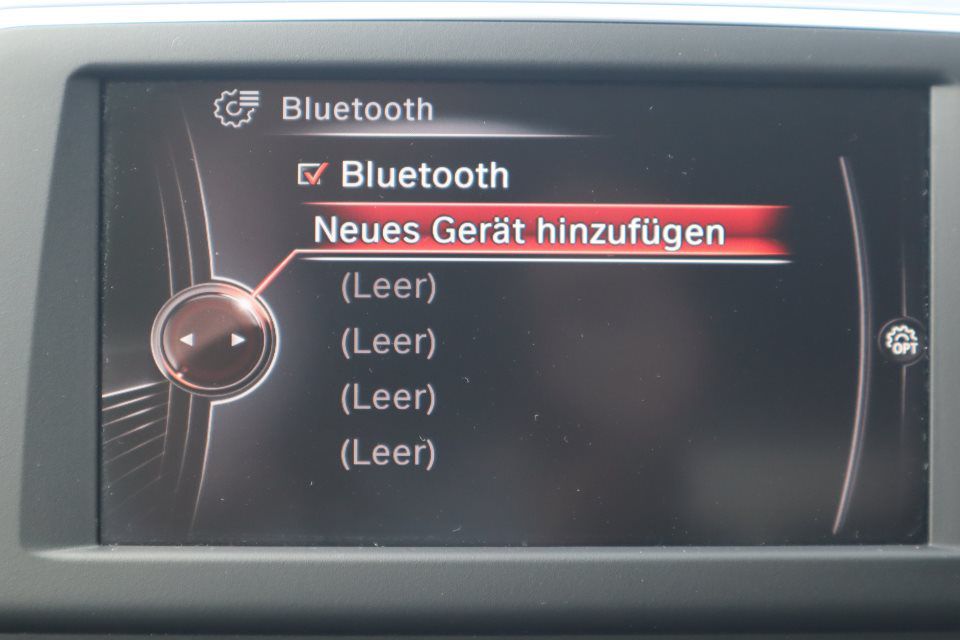 Bluetooth
Bluetooth
Neues Gerät hinzufügen
(Leer)
(Leer)
OPT
(Leer)
(Leer)